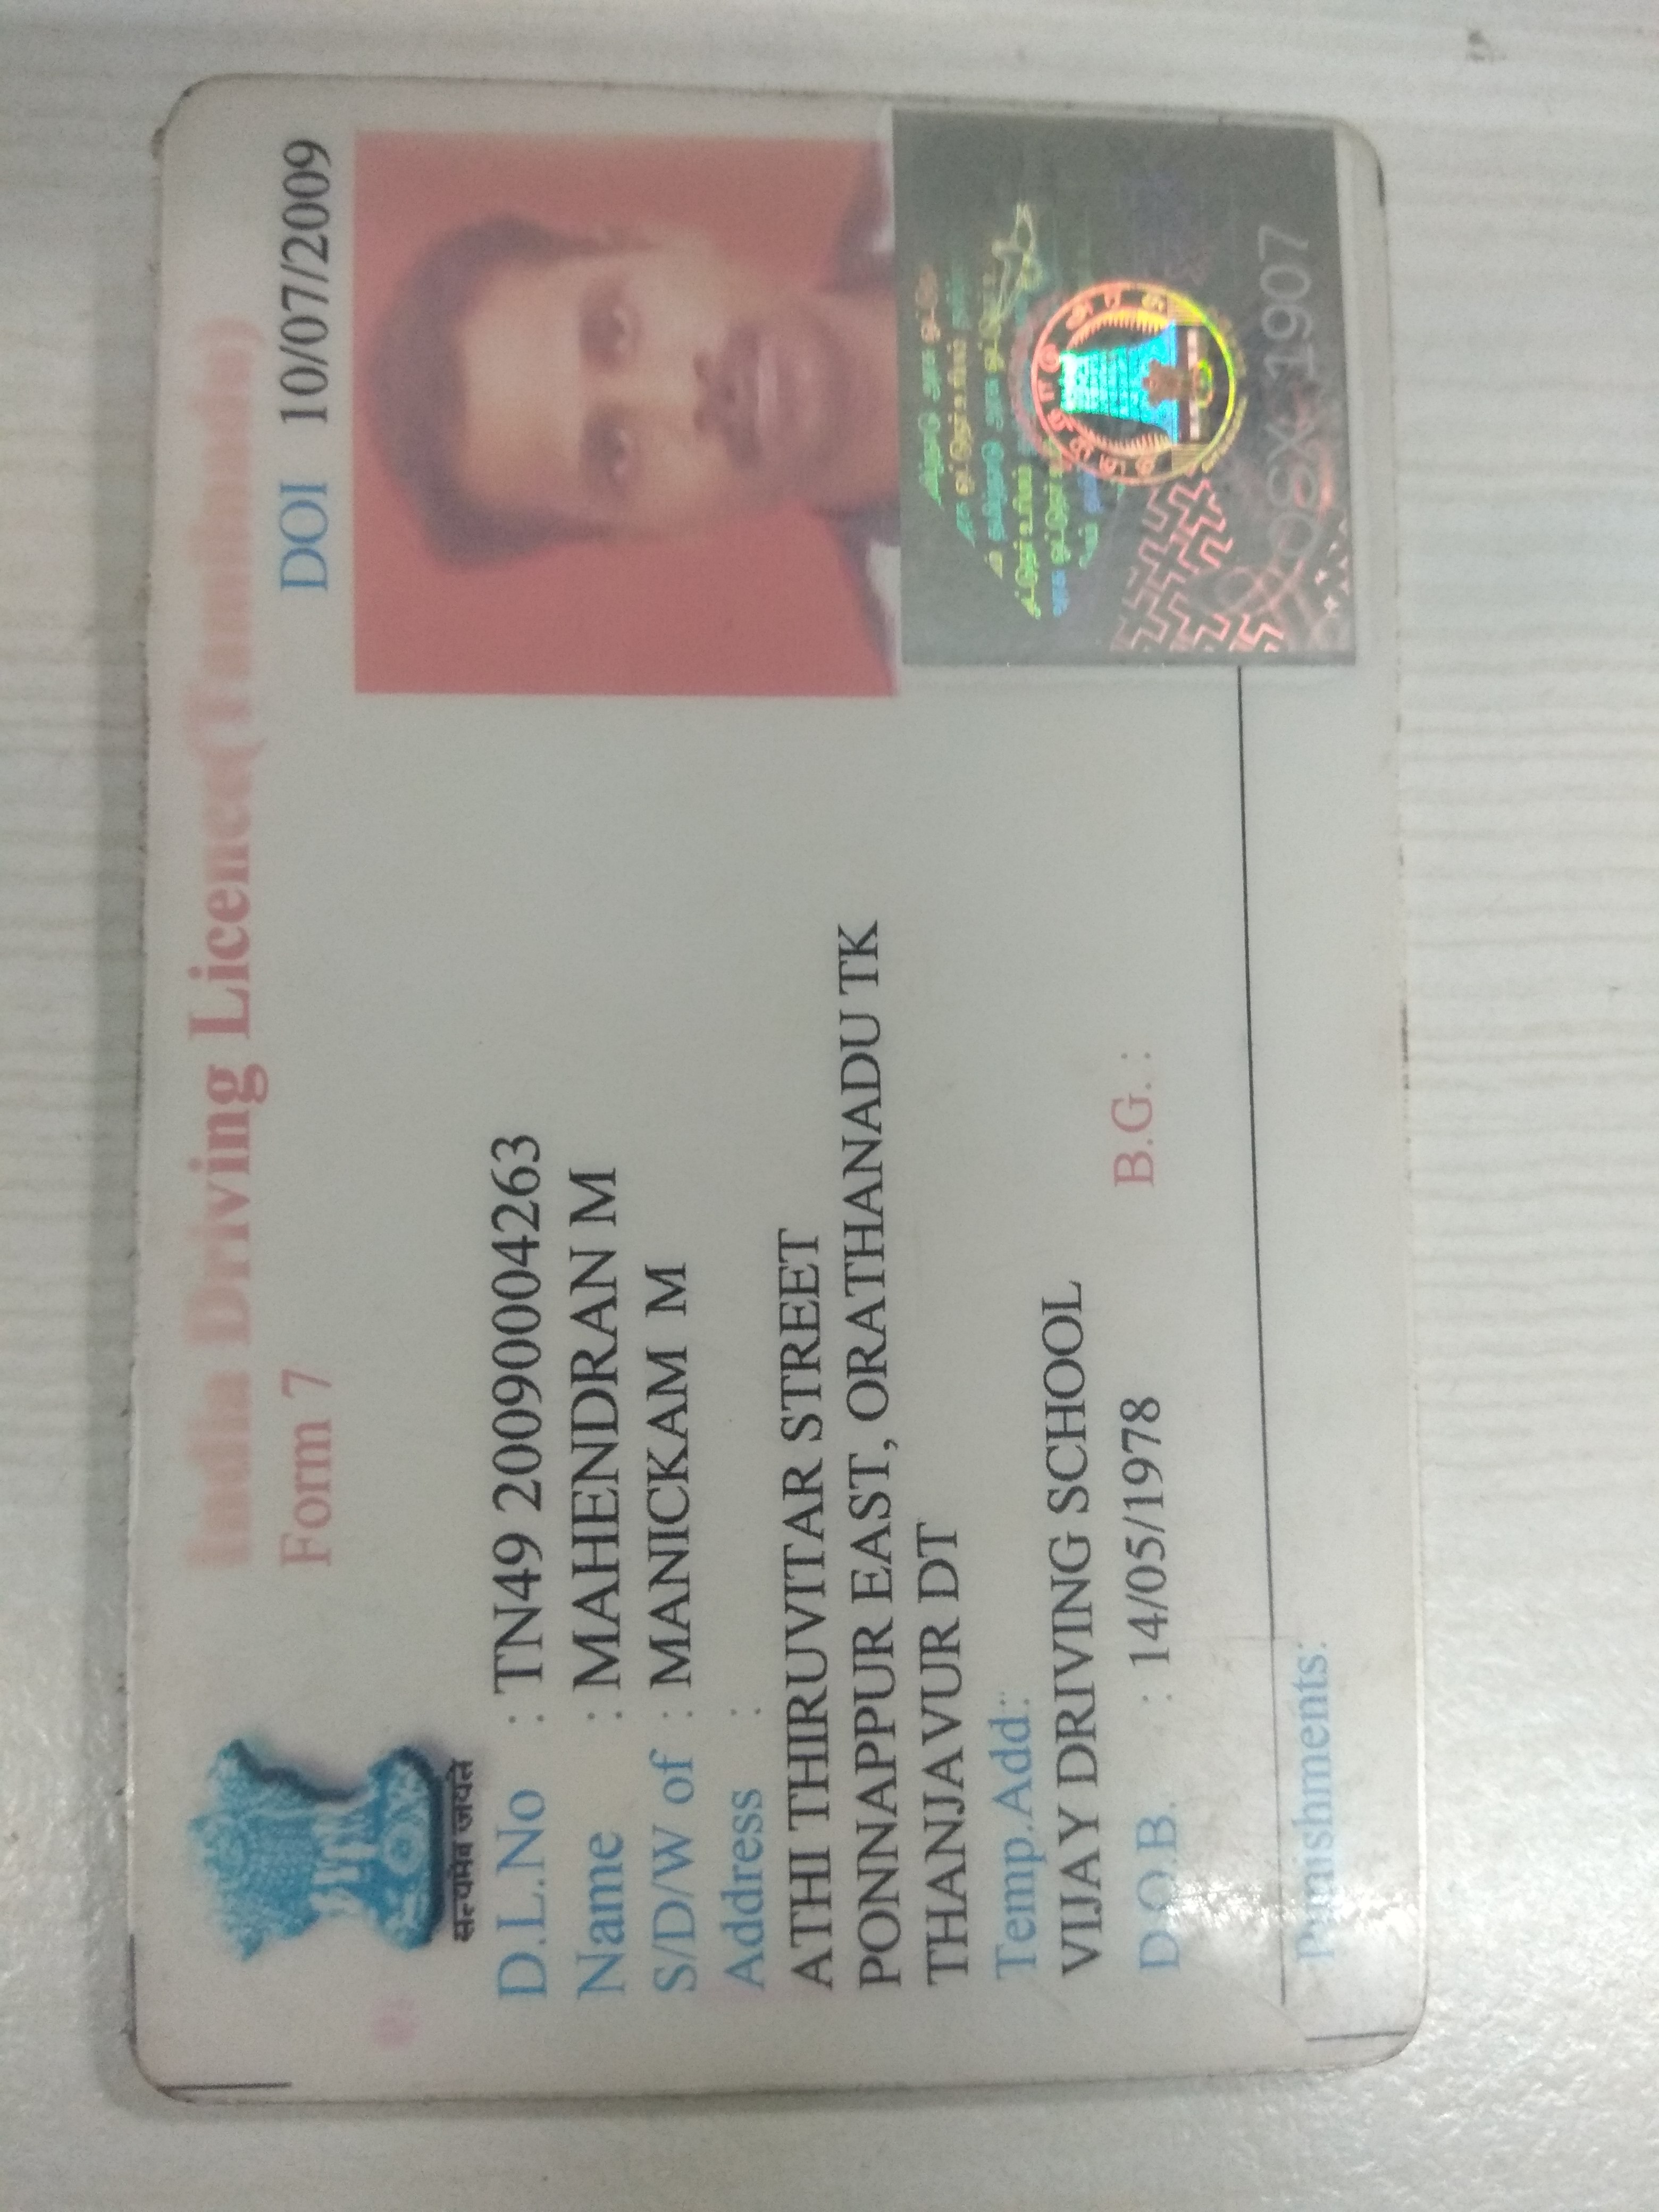 India Driving Licence(Tamilnadu)
Form 7
DOI 10/07/2009
सत्यमेव जयते
D.L.No : TN49 20090004263
Name : MAHENDRAN M
S/D/W of : MANICKAM M
Address :
ATHI THIRUVITAR STREET
PONNAPPUR EAST, ORATHANADU TK
THANJAVUR DT
Temp.Add::
VIJAY DRIVING SCHOOL
D.O.B. : 14/05/1978 B.G. :
Punishments:
1907